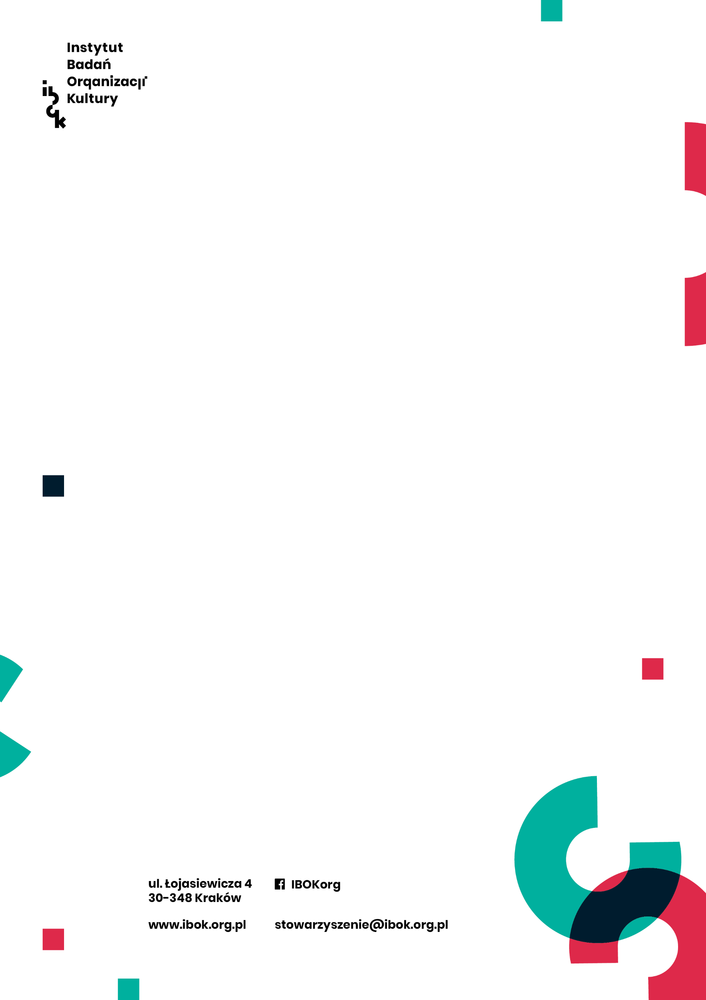 Instytut
Badań
Organizacji
Kultury
ibok
ul. Łojasiewicza 4
30-348 Kraków
IBOKorg
www.ibok.org.pl
stowarzyszenie@ibok.org.pl